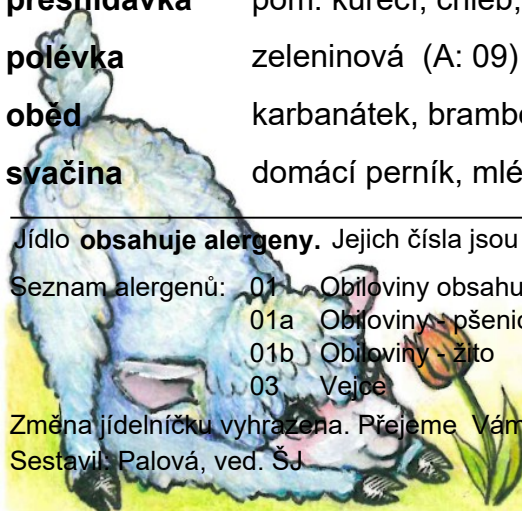 přesnídávka pom. kuřecí, chléb,
polévka zeleninová (A: 09)
oběd karbanátek, brambo
svačina domácí perník, mlé
Jídlo obsahuje alergeny. Jejich čísla jsou
Seznam alergenů: 01 Obiloviny obsahu
01a Obiloviny - pšenic
01b Obiloviny - žito
03 Vejce
Změna jídelníčku vyhrazena. Přejeme Vám
Sestavil: Palová, ved. ŠJ